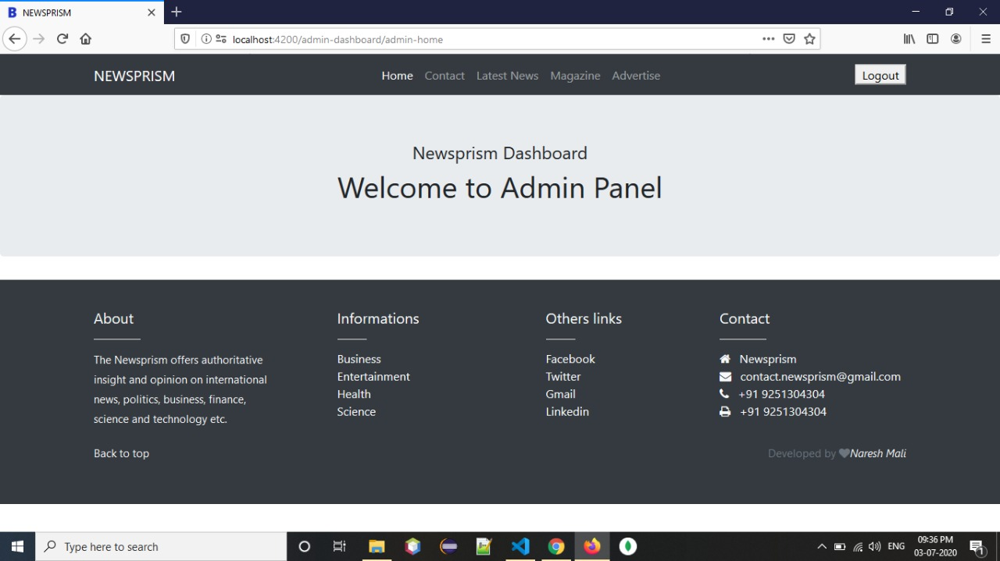 NEWSPRISM
localhost:4200/admin-dashboard/admin-home
NEWSPRISM Home Contact Latest News Magazine Advertise Logout
Newsprism Dashboard
Welcome to Admin Panel
About
The Newsprism offers authoritative
insight and opinion on international
news, politics, business, finance,
science and technology etc.
Informations
Business
Entertainment
Health
Science
Others links
Facebook
Twitter
Gmail
Linkedin
Contact
Newsprism
contact.newsprism@gmail.com
+91 9251304404
+91 9251304304
Back to top
Developed by Naresh Mali
Type here to search
ENG
09:36 PM
03-07-2020
1